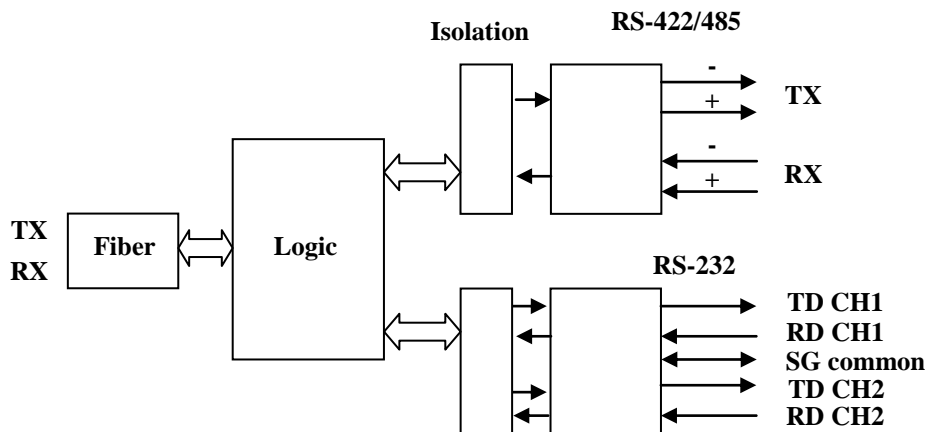 Isolation
RS-422/485
-
+
TX
-
+
RX
TX
RX
Fiber
Logic
RS-232
TD CH1
RD CH1
SG common
TD CH2
RD CH2